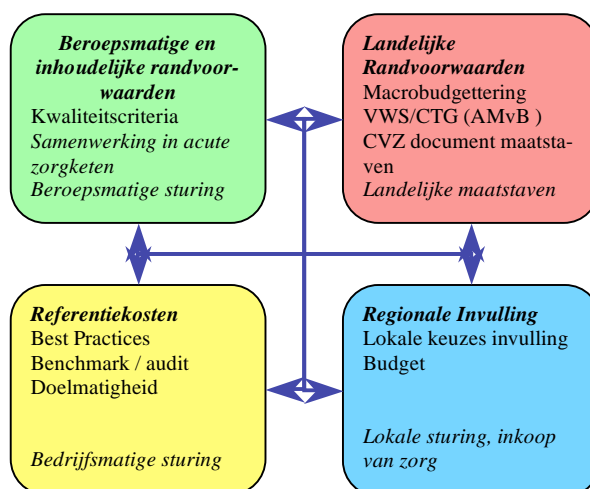 Beroepsmatige en
inhoudelijke randvoor-
waarden
Kwaliteitscriteria
Samenwerking in acute
zorgketen
Beroepsmatige sturing
Landelijke
Randvoorwaarden
Macrobudgettering
VWS/CTG (AMvB )
CVZ document maatsta-
ven
Landelijke maatstaven
Referentiekosten
Best Practices
Benchmark / audit
Doelmatigheid
Bedrijfsmatige sturing
Regionale Invulling
Lokale keuzes invulling
Budget
Lokale sturing, inkoop
van zorg